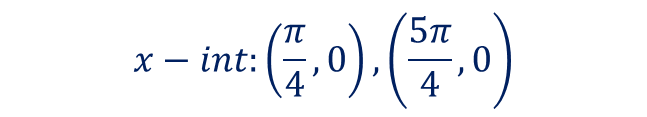 x − int: (π/4, 0), (5π/4, 0)